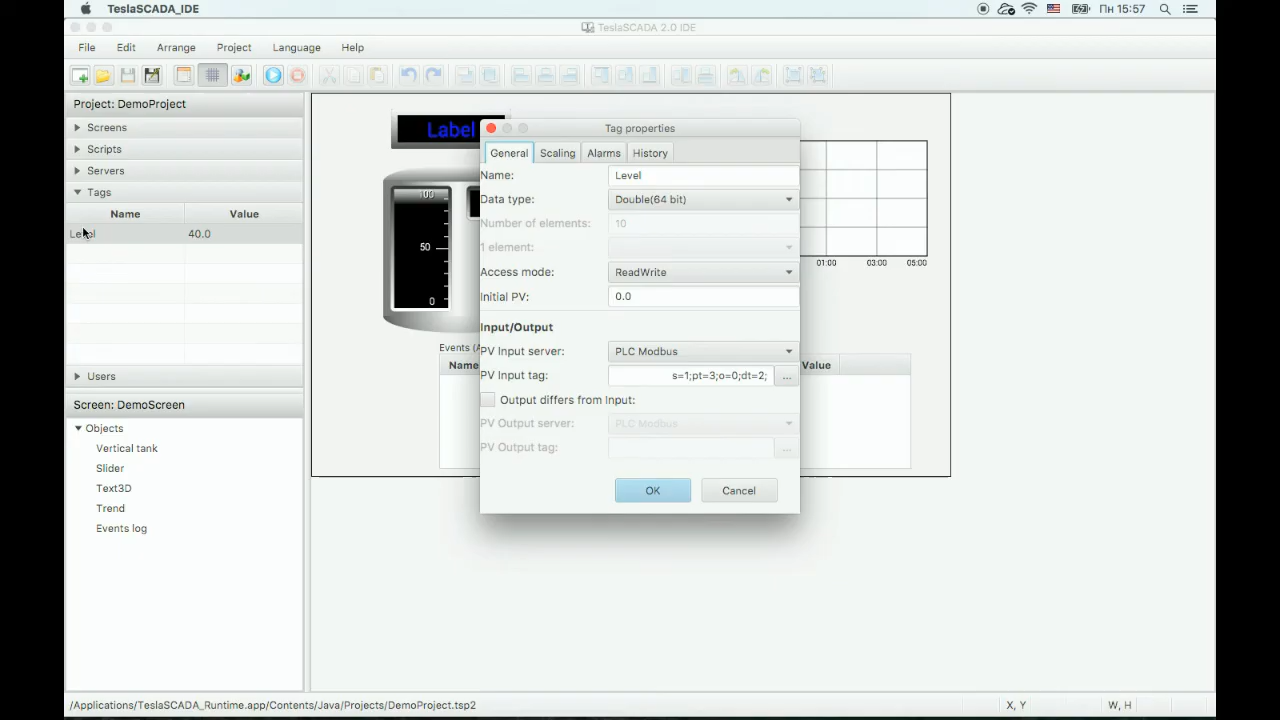 TeslaSCADA_IDE
Пн 15:57
TeslaSCADA 2.0 IDE
File Edit Arrange Project Language Help
Project: DemoProject
Screens
Scripts
Servers
Tags
Name Value
Level 40.0
Users
Screen: DemoScreen
Objects
Vertical tank
Slider
Text3D
Trend
Events log
Label
100
50
0
01:00 03:00 05:00
Events (A
Name Value
Tag properties
General Scaling Alarms History
Name: Level
Data type: Double(64 bit)
Number of elements: 10
1 element:
Access mode: ReadWrite
Initial PV: 0.0
Input/Output
PV Input server: PLC Modbus
PV Input tag: s=1;pt=3;o=0;dt=2; ...
Output differs from Input:
PV Output server: PLC Modbus
PV Output tag: ...
OK Cancel
/Applications/TeslaSCADA_Runtime.app/Contents/Java/Projects/DemoProject.tsp2
X, Y W, H